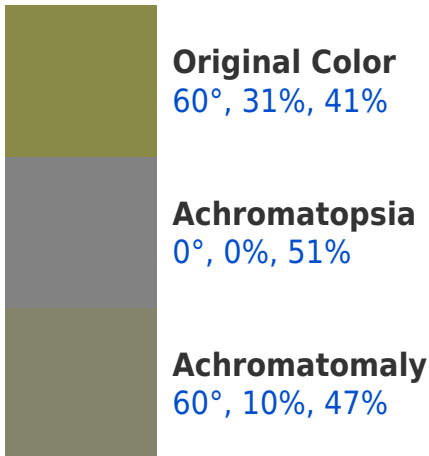 Original Color
60°, 31%, 41%
Achromatopsia
0°, 0%, 51%
Achromatomaly
60°, 10%, 47%